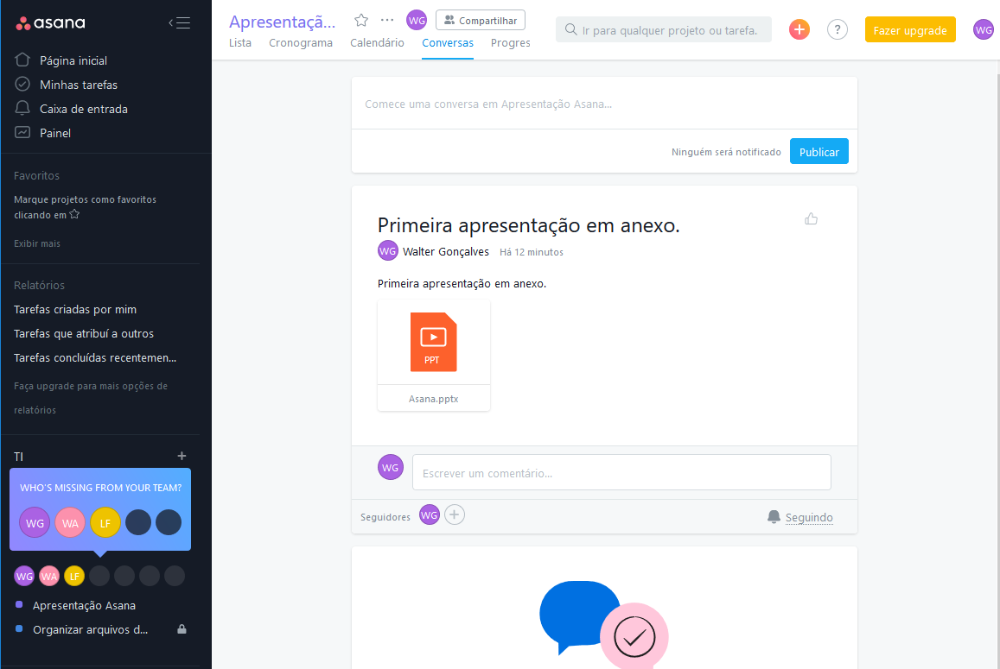 asana
Página inicial
Minhas tarefas
Caixa de entrada
Painel
Favoritos
Marque projetos como favoritos
clicando em
Exibir mais
Relatórios
Tarefas criadas por mim
Tarefas que atribuí a outros
Tarefas concluídas recentemen...
Faça upgrade para mais opções de
relatórios
TI +
WHO'S MISSING FROM YOUR TEAM?
WG WA LF
WG WA LF
Apresentação Asana
Organizar arquivos d...
Apresentaçã... ... WG Compartilhar
Lista Cronograma Calendário Conversas Progres
Ir para qualquer projeto ou tarefa.
+ ? Fazer upgrade WG
Comece uma conversa em Apresentação Asana...
Ninguém será notificado Publicar
Primeira apresentação em anexo.
WG Walter Gonçalves Há 12 minutos
Primeira apresentação em anexo.
PPT
Asana.pptx
WG Escrever um comentário...
Seguidores WG + Seguindo